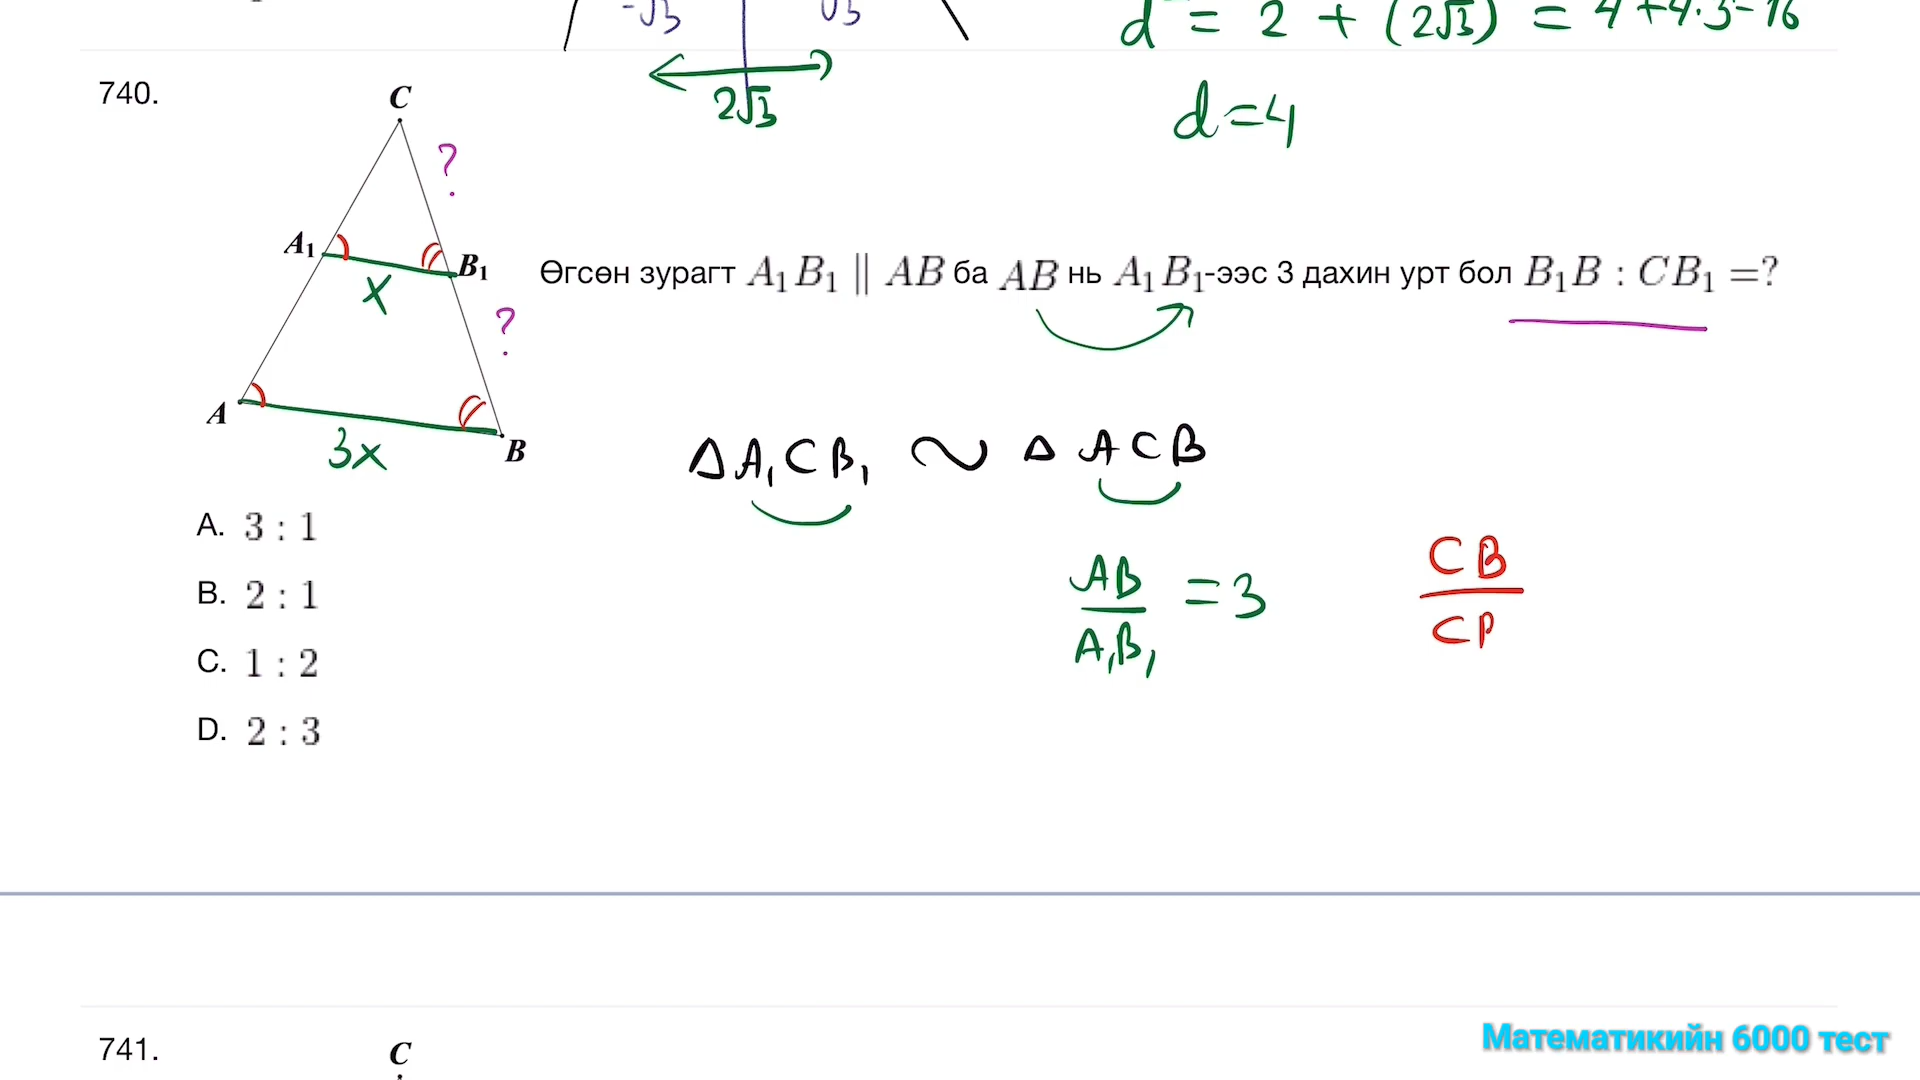 -√3 √3
d = 2 + (2√3) = 4+4·3=16
2√3
d=4
740.
C
?
A₁
B₁
x
Өгсөн зурагт A₁B₁ || AB ба AB нь A₁B₁-ээс 3 дахин урт бол B₁B : CB₁ =?
?
A
B
3x
Δ A₁CB₁ ∼ Δ ACB
A. 3 : 1
B. 2 : 1
C. 1 : 2
D. 2 : 3
AB/A₁B₁ = 3
CB/CP
741.
C
Математикийн 6000 тест